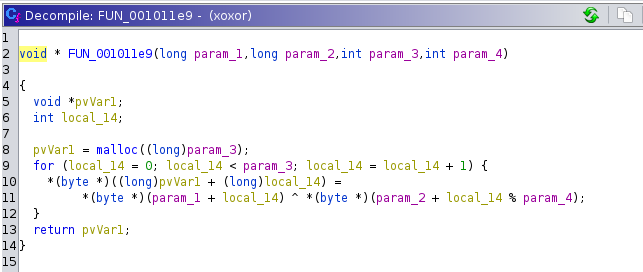 Decompile: FUN_001011e9 - (xoxor)
1
2 void * FUN_001011e9(long param_1,long param_2,int param_3,int param_4)
3
4 {
5   void *pvVar1;
6   int local_14;
7
8   pvVar1 = malloc((long)param_3);
9   for (local_14 = 0; local_14 < param_3; local_14 = local_14 + 1) {
10     *(byte *)((long)pvVar1 + (long)local_14) =
11          *(byte *)(param_1 + local_14) ^ *(byte *)(param_2 + local_14 % param_4);
12   }
13   return pvVar1;
14 }
15